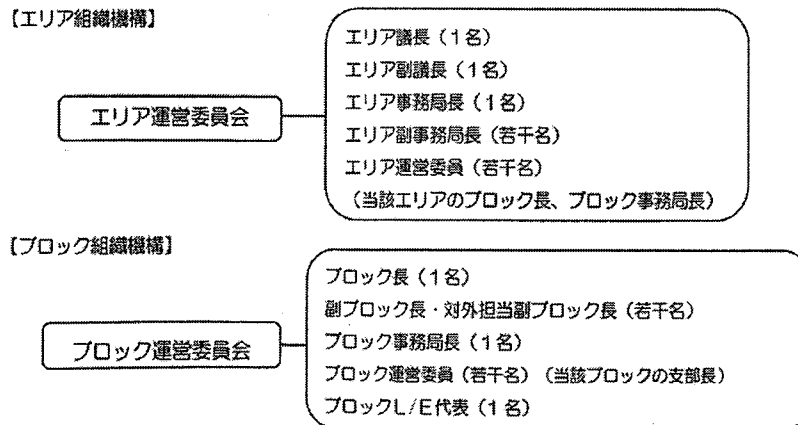 【エリア組織機構】
エリア運営委員会
エリア議長（1名）
エリア副議長（1名）
エリア事務局長（1名）
エリア副事務局長（若干名）
エリア運営委員（若干名）
（当該エリアのブロック長、ブロック事務局長）
【ブロック組織機構】
ブロック運営委員会
ブロック長（1名）
副ブロック長・対外担当副ブロック長（若干名）
ブロック事務局長（1名）
ブロック運営委員（若干名）（当該ブロックの支部長）
ブロックL/E代表（1名）